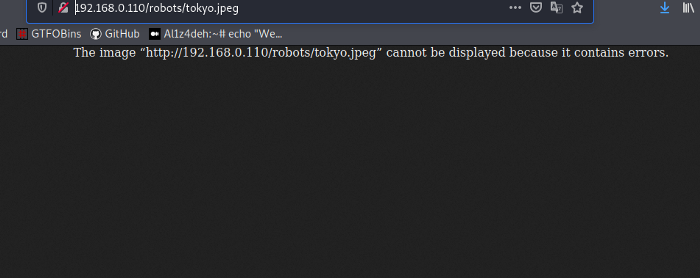 192.168.0.110/robots/tokyo.jpeg
rd GTFOBins GitHub Al1z4deh:~# echo "We...
The image “http://192.168.0.110/robots/tokyo.jpeg” cannot be displayed because it contains errors.